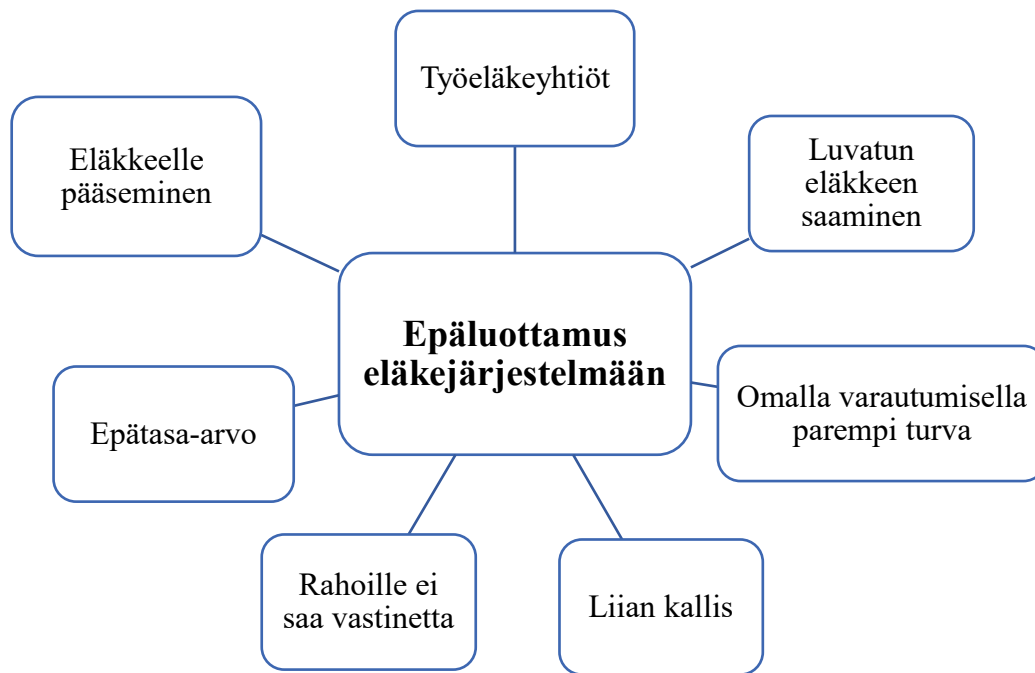 Työeläkeyhtiöt
Eläkkeelle
pääseminen
Luvatun
eläkkeen
saaminen
Epäluottamus
eläkejärjestelmään
Omalla varautumisella
parempi turva
Epätasa-arvo
Rahoille ei
saa vastinetta
Liian kallis